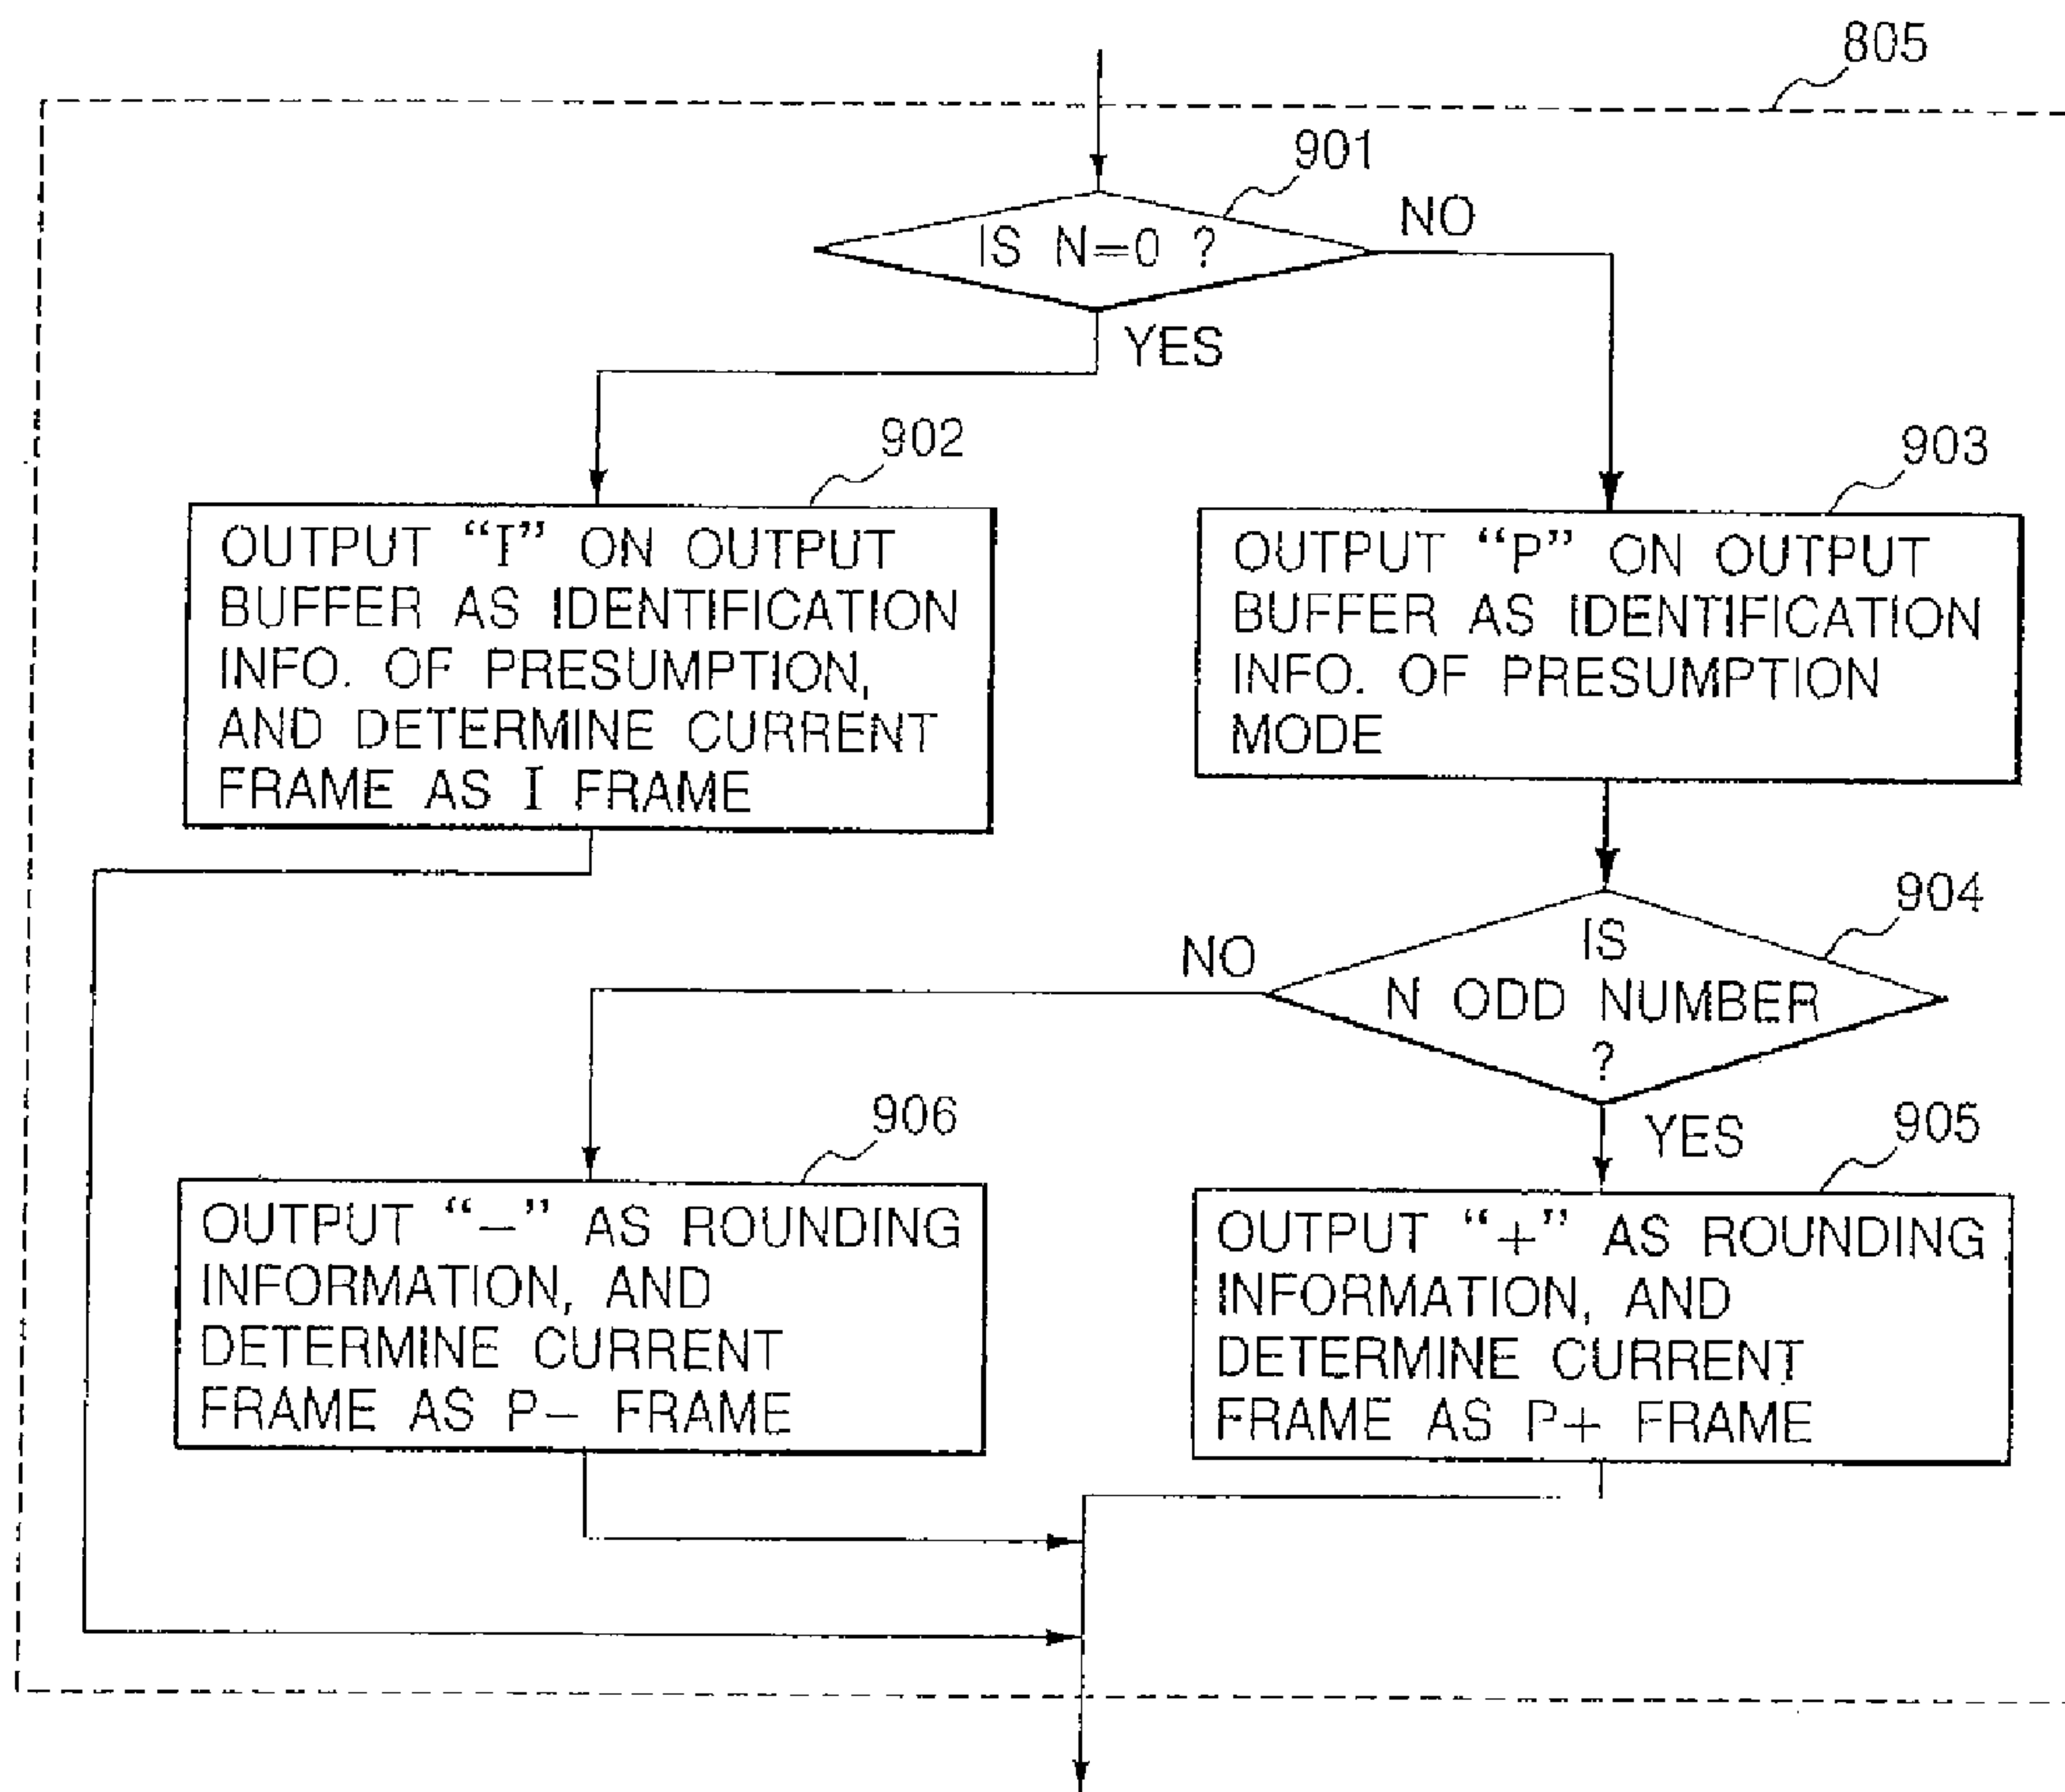 805
901
IS N=0 ?
NO
YES
902
903
OUTPUT “I” ON OUTPUT
BUFFER AS IDENTIFICATION
INFO. OF PRESUMPTION,
AND DETERMINE CURRENT
FRAME AS I FRAME
OUTPUT “P” ON OUTPUT
BUFFER AS IDENTIFICATION
INFO. OF PRESUMPTION
MODE
904
NO
IS
N ODD NUMBER
?
YES
906
905
OUTPUT “−” AS ROUNDING
INFORMATION, AND
DETERMINE CURRENT
FRAME AS P− FRAME
OUTPUT “+” AS ROUNDING
INFORMATION, AND
DETERMINE CURRENT
FRAME AS P+ FRAME